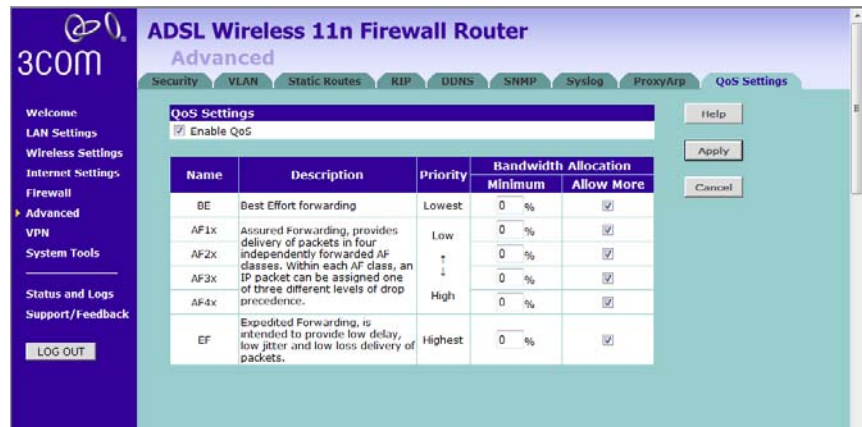 3COM
ADSL Wireless 11n Firewall Router
Advanced
Security VLAN Static Routes RIP DDNS SNMP Syslog ProxyArp QoS Settings
Welcome
LAN Settings
Wireless Settings
Internet Settings
Firewall
Advanced
VPN
System Tools
Status and Logs
Support/Feedback
LOG OUT
QoS Settings
Enable QoS
Help
Apply
Cancel
Name Description Priority Bandwidth Allocation
Minimum Allow More
BE Best Effort forwarding Lowest 0 %
AF1x Assured Forwarding, provides Low 0 %
AF2x delivery of packets in four
independently forwarded AF 0 %
classes. Within each AF class, an
AF3x IP packet can be assigned one 0 %
of three different levels of drop
AF4x precedence. High 0 %
Expedited Forwarding, is
EF intended to provide low delay, Highest 0 %
low jitter and low loss delivery of
packets.